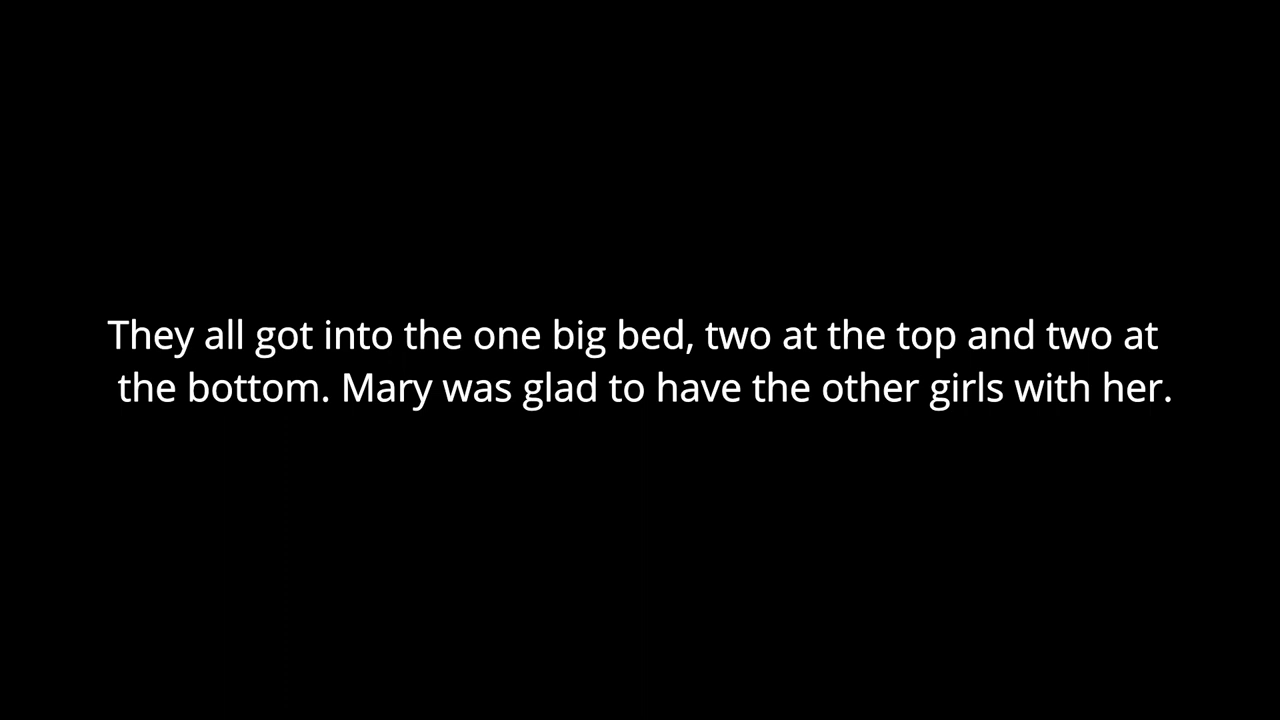 They all got into the one big bed, two at the top and two at
the bottom. Mary was glad to have the other girls with her.